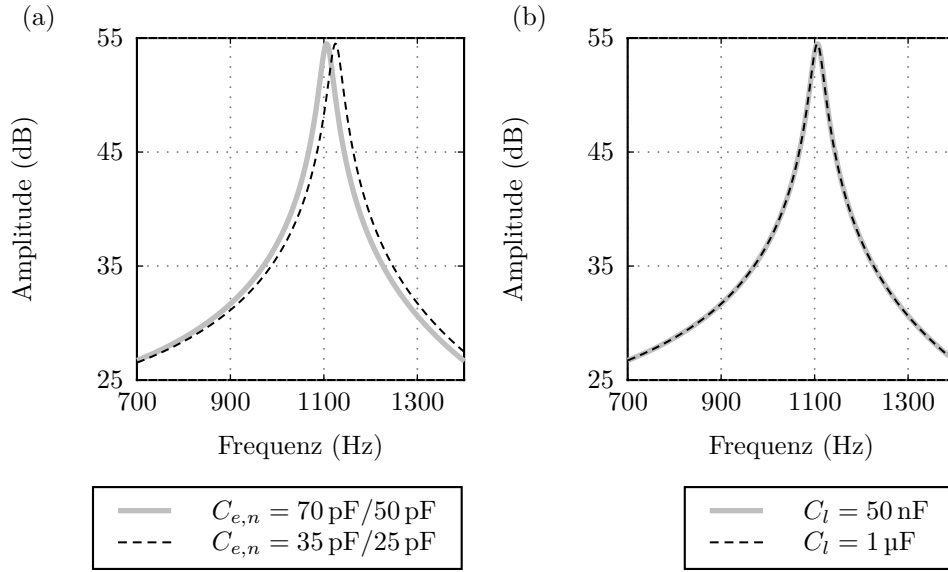 (a)
55
45
35
25
700 900 1100 1300
Amplitude (dB)
Frequenz (Hz)
C_{e,n} = 70 pF/50 pF
C_{e,n} = 35 pF/25 pF
(b)
55
45
35
25
700 900 1100 1300
Amplitude (dB)
Frequenz (Hz)
C_l = 50 nF
C_l = 1 µF